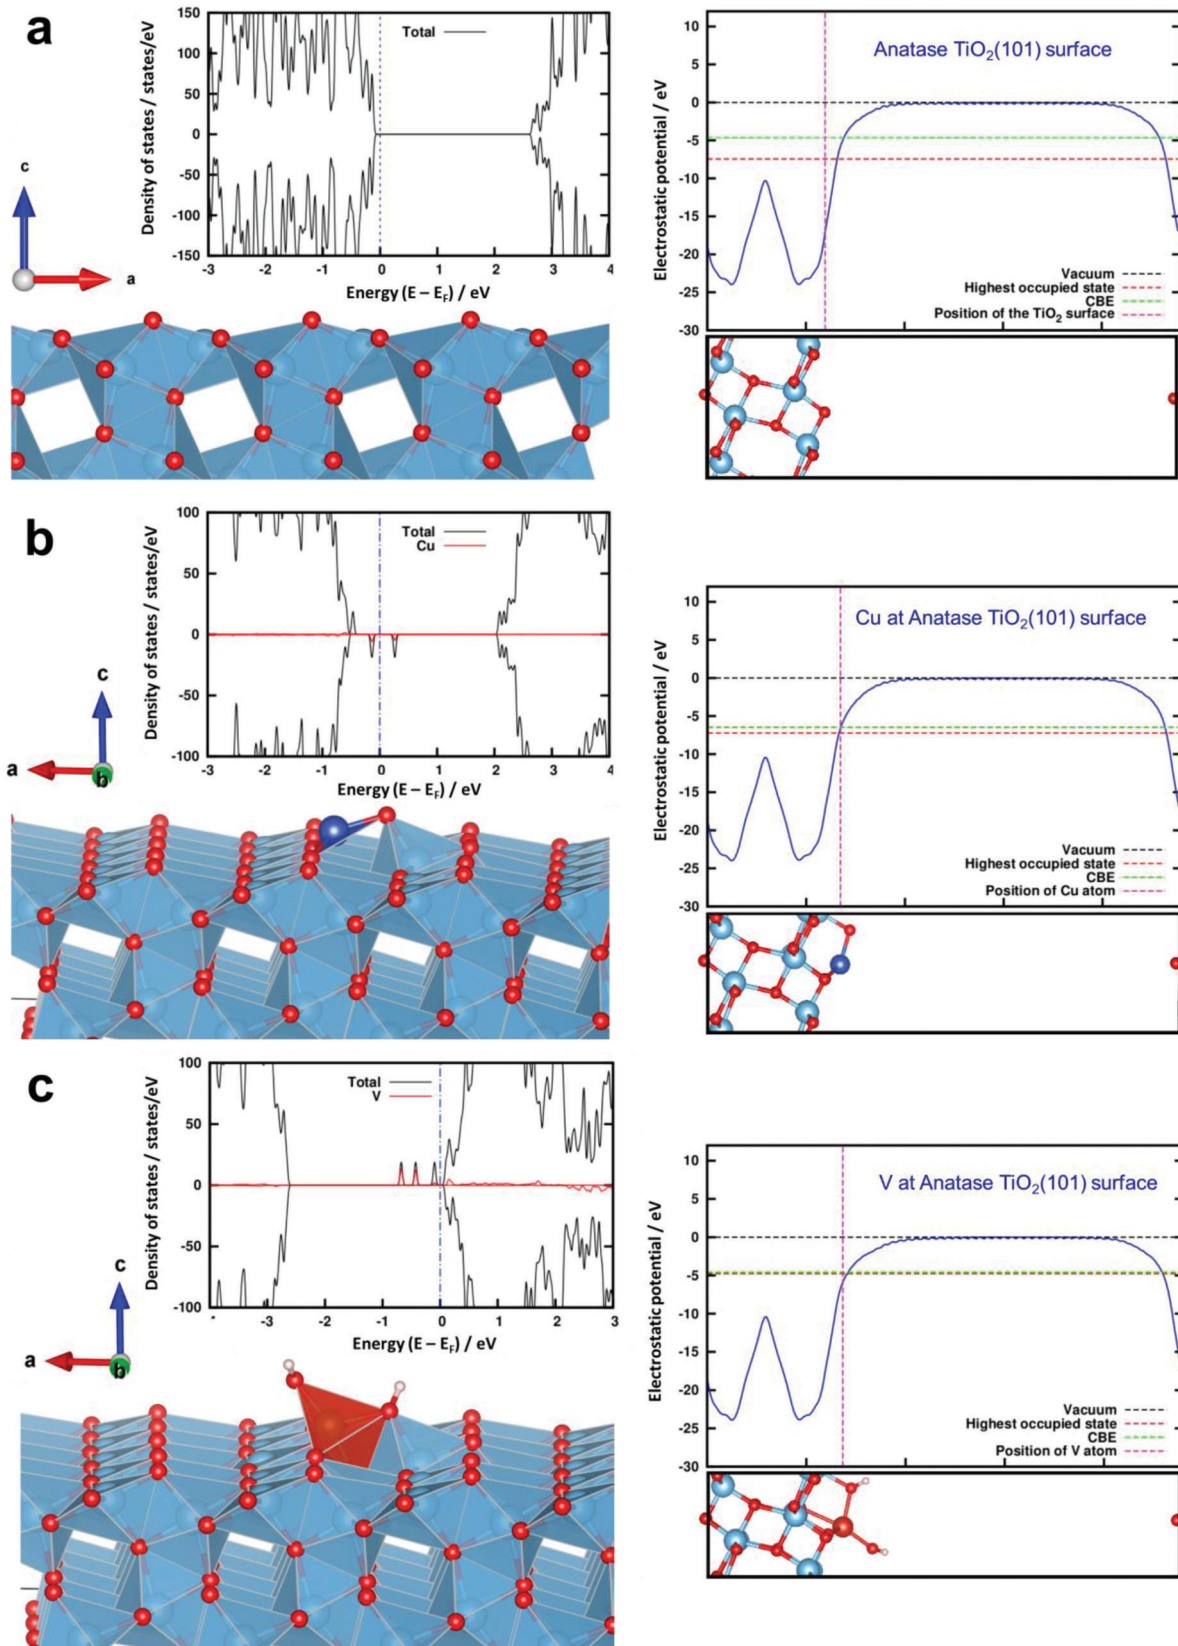 a
150
100
50
0
-50
-100
-150
Density of states / states/eV
Total
-3 -2 -1 0 1 2 3 4
Energy (E – E_F) / eV
c
a
10
5
0
-5
-10
-15
-20
-25
-30
Electrostatic potential / eV
Anatase TiO₂(101) surface
Vacuum
Highest occupied state
CBE
Position of the TiO₂ surface
b
100
50
0
-50
-100
Density of states / states/eV
Total
Cu
-3 -2 -1 0 1 2 3 4
Energy (E – E_F) / eV
c
a
b
10
5
0
-5
-10
-15
-20
-25
-30
Electrostatic potential / eV
Cu at Anatase TiO₂(101) surface
Vacuum
Highest occupied state
CBE
Position of Cu atom
c
100
50
0
-50
-100
Density of states / states/eV
Total
V
-3 -2 -1 0 1 2 3
Energy (E – E_F) / eV
c
a
b
10
5
0
-5
-10
-15
-20
-25
-30
Electrostatic potential / eV
V at Anatase TiO₂(101) surface
Vacuum
Highest occupied state
CBE
Position of V atom